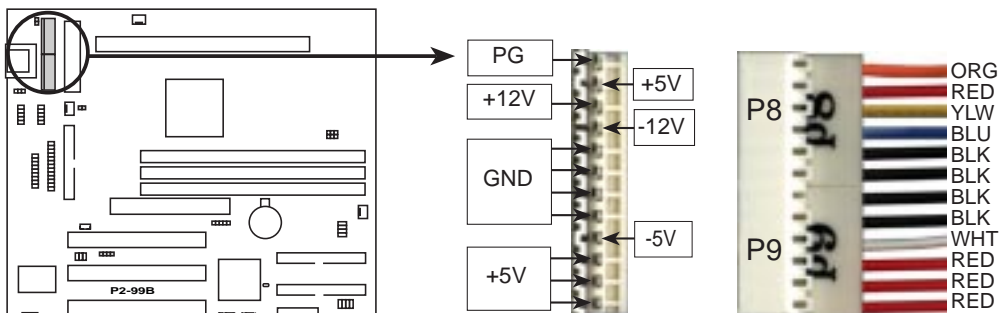 P2-99B
PG
+5V
+12V
-12V
GND
-5V
+5V
P8
P9
p8
p9
ORG
RED
YLW
BLU
BLK
BLK
BLK
BLK
WHT
RED
RED
RED